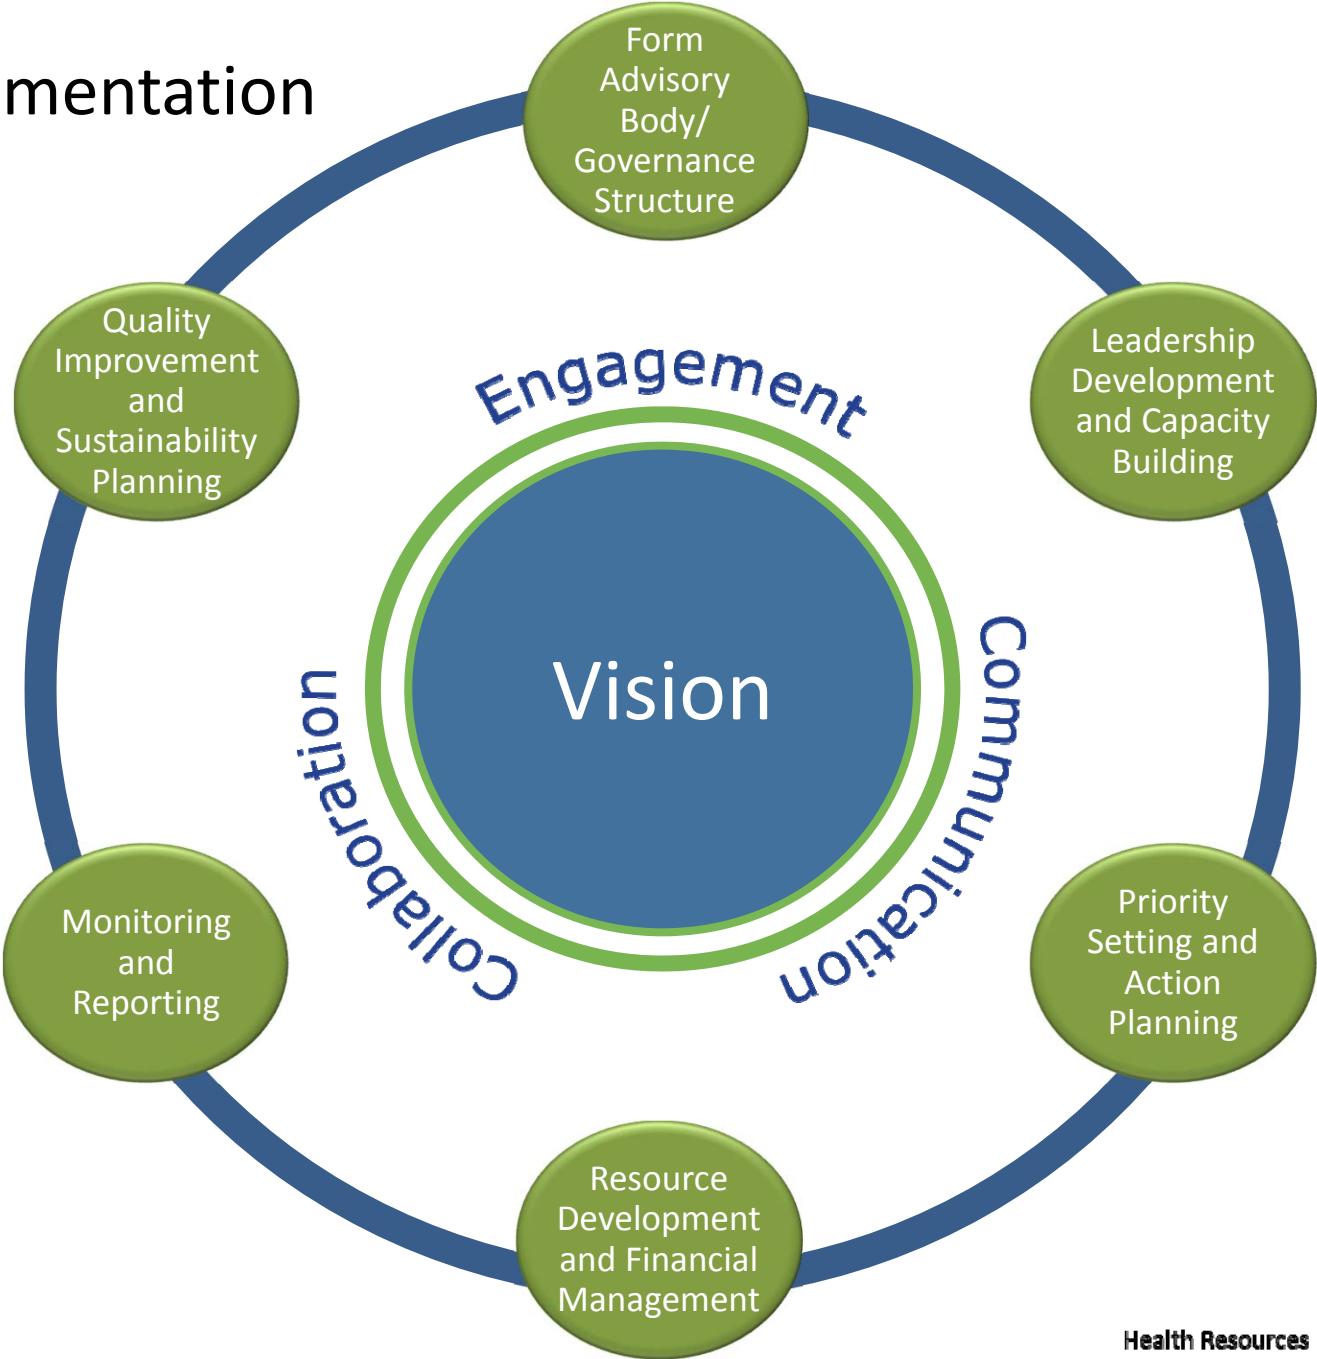 mentation
Form
Advisory
Body/
Governance
Structure
Quality
Improvement
and
Sustainability
Planning
Leadership
Development
and Capacity
Building
Engagement
Vision
Communication
Collaboration
Monitoring
and
Reporting
Priority
Setting and
Action
Planning
Resource
Development
and Financial
Management
Health Resources